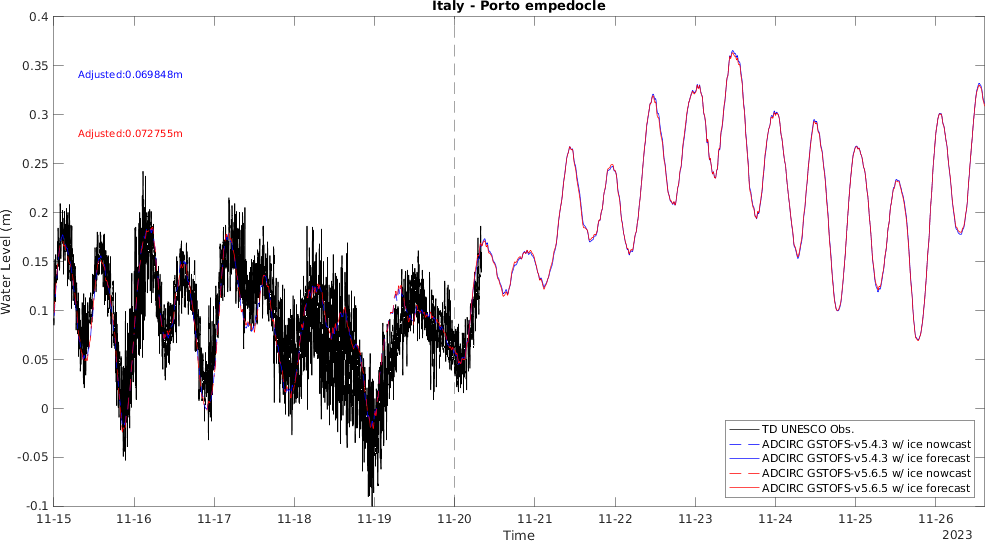 Italy - Porto empedocle
0.4
0.35
0.3
0.25
0.2
0.15
0.1
0.05
0
-0.05
-0.1
Water Level (m)
Adjusted:0.069848m
Adjusted:0.072755m
TD UNESCO Obs.
ADCIRC GSTOFS-v5.4.3 w/ ice nowcast
ADCIRC GSTOFS-v5.4.3 w/ ice forecast
ADCIRC GSTOFS-v5.6.5 w/ ice nowcast
ADCIRC GSTOFS-v5.6.5 w/ ice forecast
11-15 11-16 11-17 11-18 11-19 11-20 11-21 11-22 11-23 11-24 11-25 11-26
Time
2023